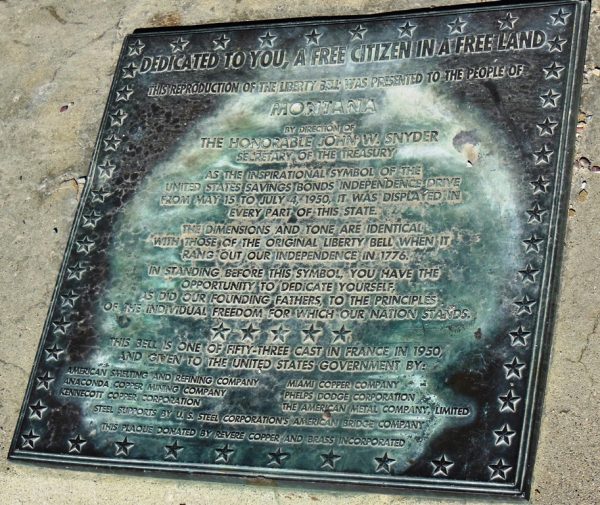 DEDICATED TO YOU, A FREE CITIZEN IN A FREE LAND
THIS REPRODUCTION OF THE LIBERTY BELL WAS PRESENTED TO THE PEOPLE OF
MONTANA
BY DIRECTION OF
THE HONORABLE JOHN W. SNYDER
SECRETARY OF THE TREASURY
AS THE INSPIRATIONAL SYMBOL OF THE
UNITED STATES SAVINGS BONDS INDEPENDENCE DRIVE
FROM MAY 15 TO JULY 4, 1950, IT WAS DISPLAYED IN
EVERY PART OF THIS STATE.
THE DIMENSIONS AND TONE ARE IDENTICAL
WITH THOSE OF THE ORIGINAL LIBERTY BELL WHEN IT
RANG OUT OUR INDEPENDENCE IN 1776.
IN STANDING BEFORE THIS SYMBOL, YOU HAVE THE
OPPORTUNITY TO DEDICATE YOURSELF,
AS DID OUR FOUNDING FATHERS, TO THE PRINCIPLES
OF THE INDIVIDUAL FREEDOM FOR WHICH OUR NATION STANDS.
THIS BELL IS ONE OF FIFTY-THREE CAST IN FRANCE IN 1950,
AND GIVEN TO THE UNITED STATES GOVERNMENT BY:
AMERICAN SMELTING AND REFINING COMPANY
ANACONDA COPPER MINING COMPANY
KENNECOTT COPPER CORPORATION
MIAMI COPPER COMPANY
PHELPS DODGE CORPORATION
THE AMERICAN METAL COMPANY, LIMITED
STEEL SUPPORTS BY U. S. STEEL CORPORATION'S AMERICAN BRIDGE COMPANY
THIS PLAQUE DONATED BY REVERE COPPER AND BRASS INCORPORATED